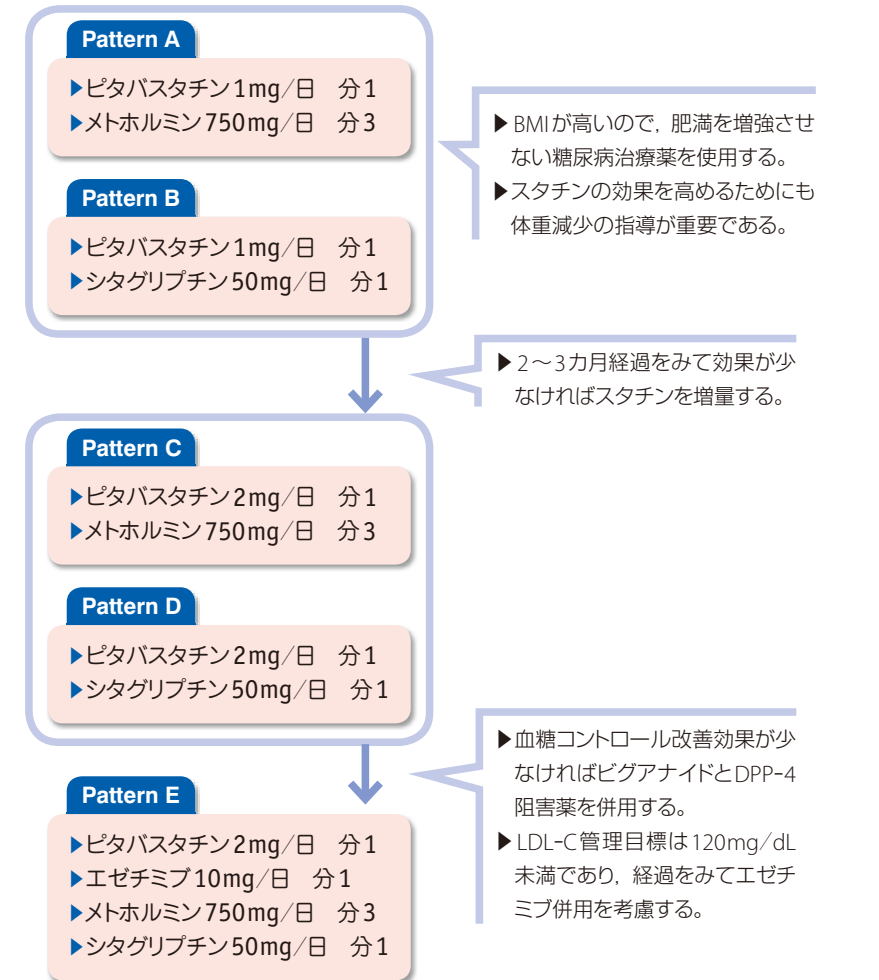 Pattern A
▶ピタバスタチン1mg/日　分1
▶メトホルミン750mg/日　分3
▶BMIが高いので，肥満を増強させ
ない糖尿病治療薬を使用する。
▶スタチンの効果を高めるためにも
体重減少の指導が重要である。
Pattern B
▶ピタバスタチン1mg/日　分1
▶シタグリプチン50mg/日　分1
▶2～3カ月経過をみて効果が少
なければスタチンを増量する。
Pattern C
▶ピタバスタチン2mg/日　分1
▶メトホルミン750mg/日　分3
Pattern D
▶ピタバスタチン2mg/日　分1
▶シタグリプチン50mg/日　分1
▶血糖コントロール改善効果が少
なければビグアナイドとDPP-4
阻害薬を併用する。
▶LDL-C管理目標は120mg/dL
未満であり，経過をみてエゼチ
ミブ併用を考慮する。
Pattern E
▶ピタバスタチン2mg/日　分1
▶エゼチミブ10mg/日　分1
▶メトホルミン750mg/日　分3
▶シタグリプチン50mg/日　分1